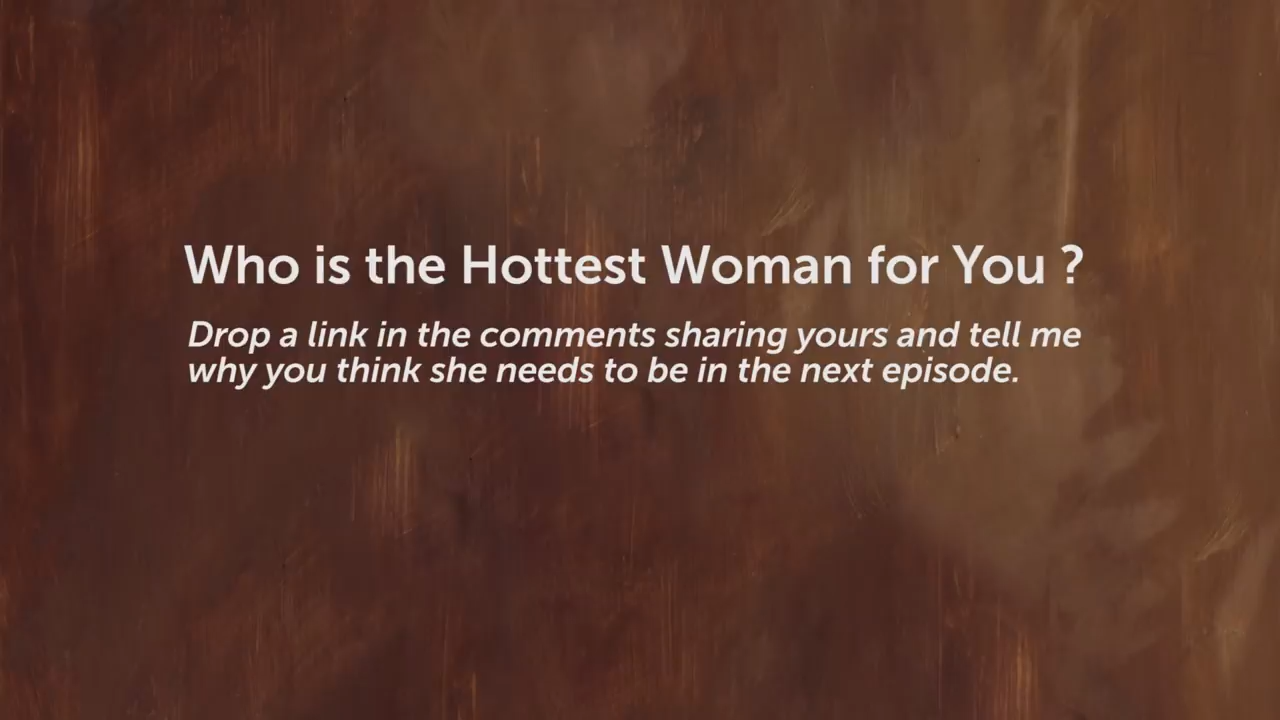 Who is the Hottest Woman for You ?
Drop a link in the comments sharing yours and tell me
why you think she needs to be in the next episode.